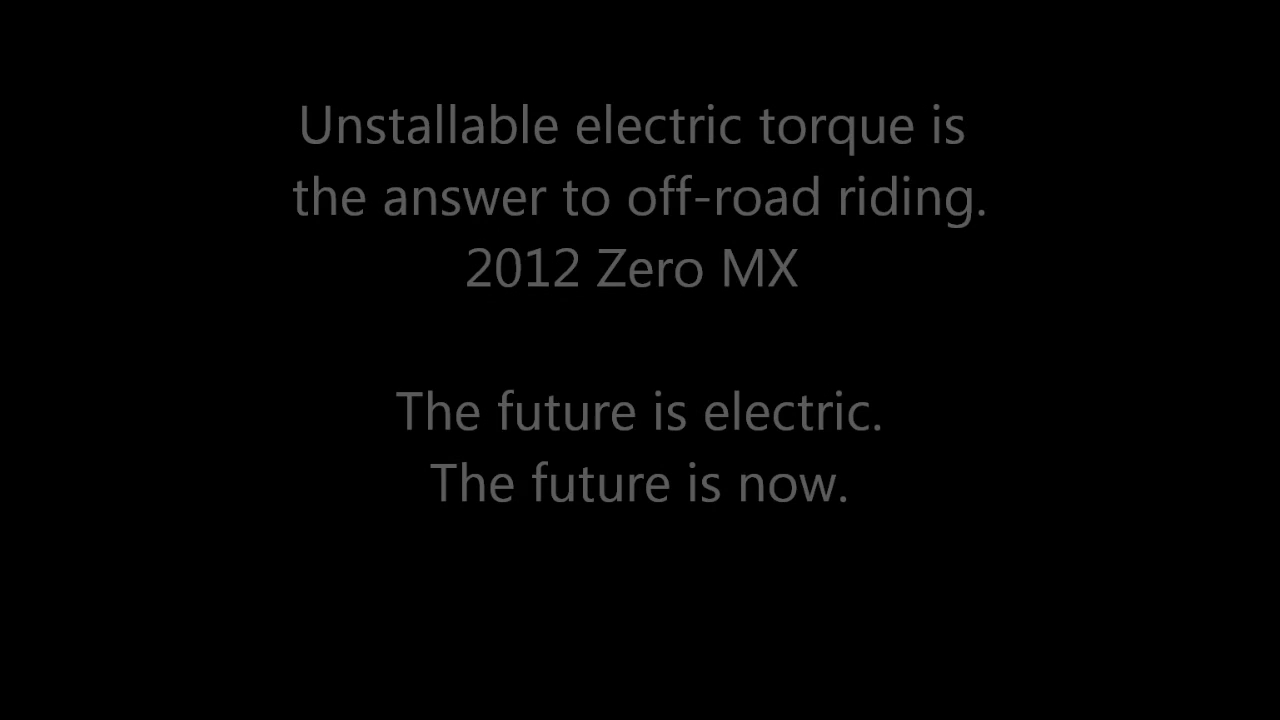 Unstallable electric torque is
the answer to off-road riding.
2012 Zero MX
The future is electric.
The future is now.